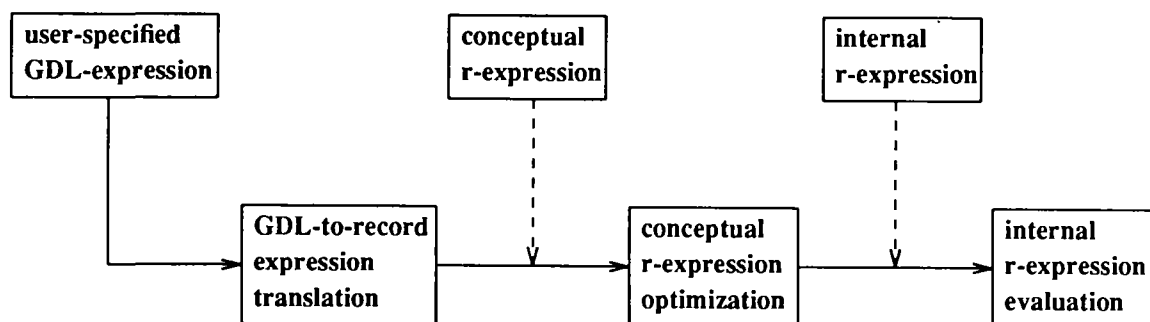 user-specified
GDL-expression
conceptual
r-expression
internal
r-expression
GDL-to-record
expression
translation
conceptual
r-expression
optimization
internal
r-expression
evaluation